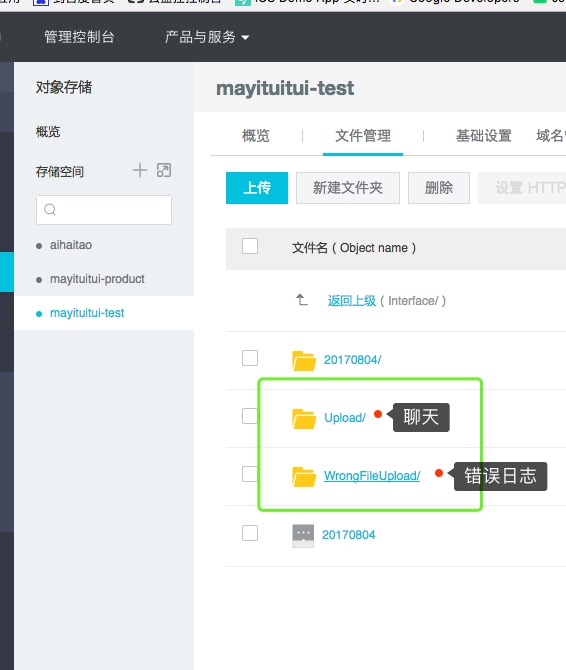 管理控制台
产品与服务
对象存储
概览
存储空间
aihaitao
mayituitui-product
mayituitui-test
mayituitui-test
概览
文件管理
基础设置
上传
新建文件夹
删除
设置 HTTP
文件名（Object name）
返回上级（Interface/）
20170804/
Upload/
聊天
WrongFileUpload/
错误日志
20170804